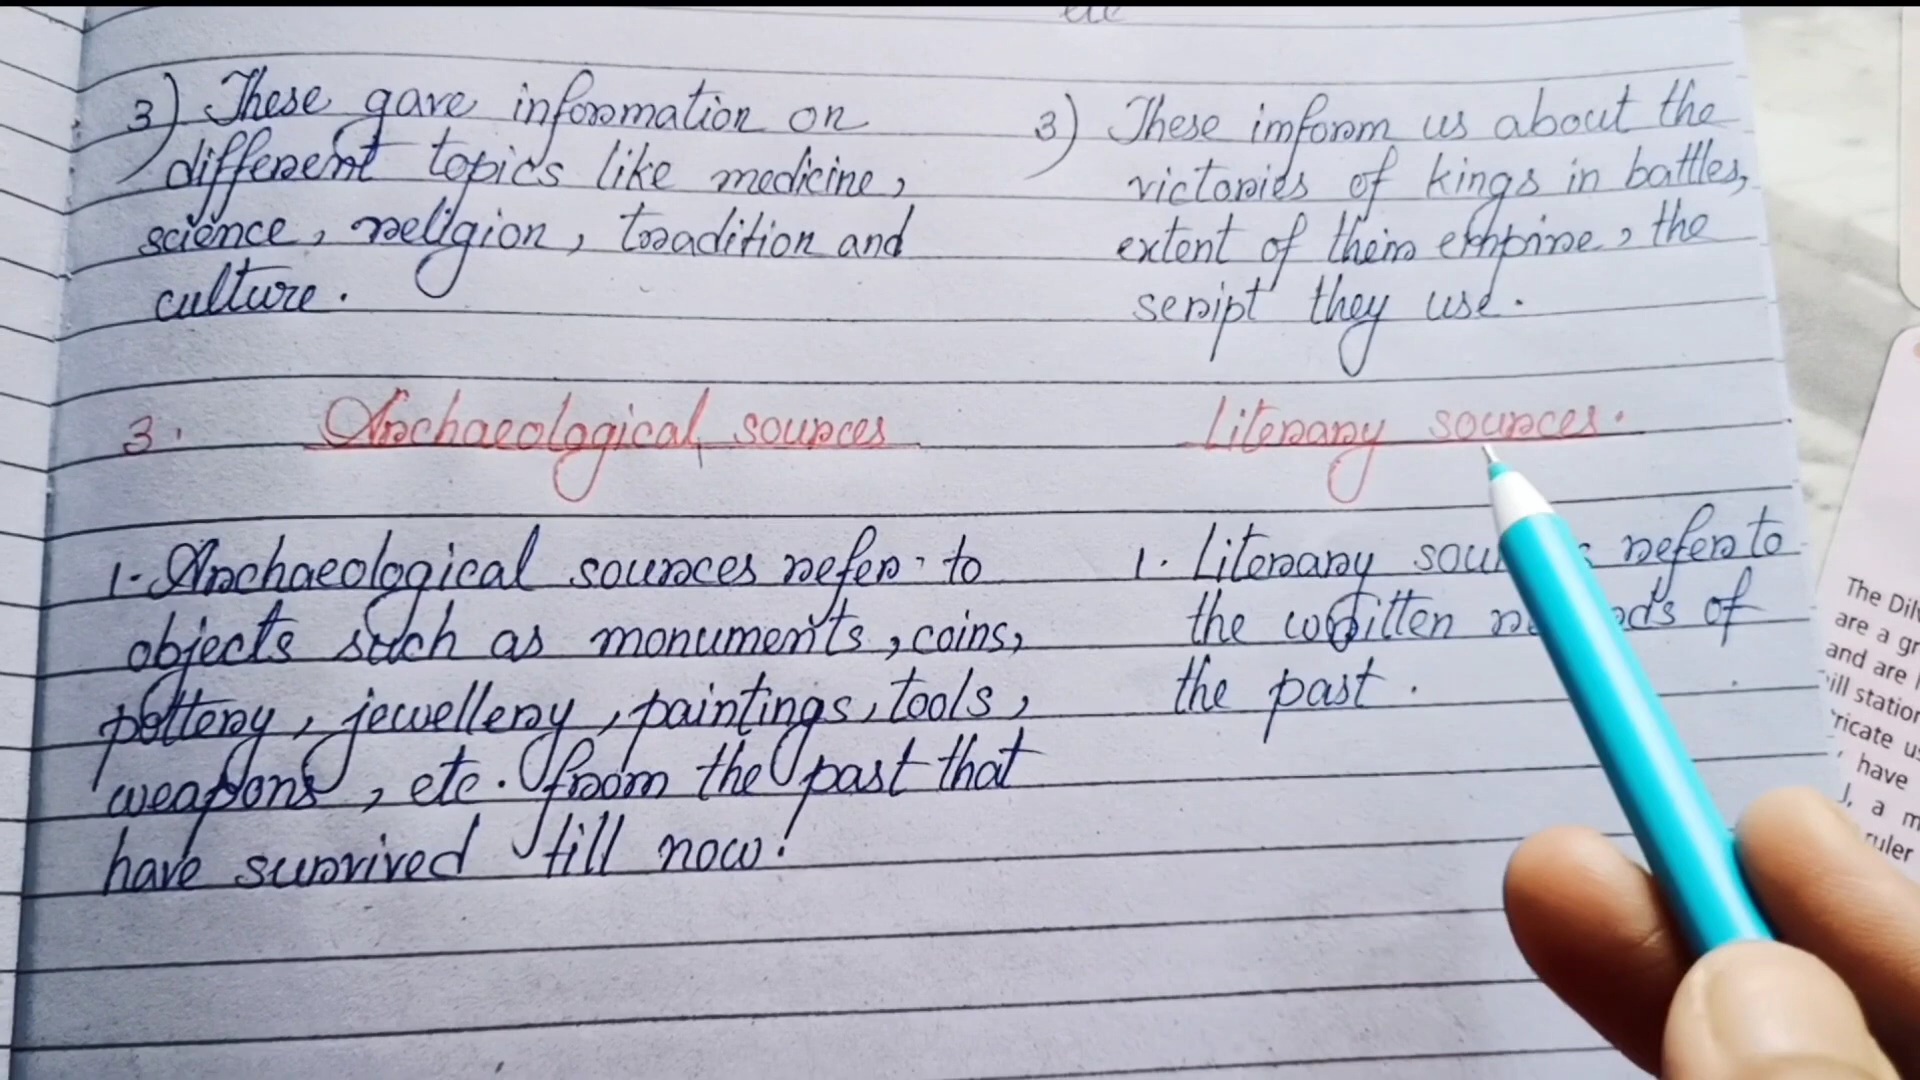 etc
3) These gave information on
different topics like medicine,
science, religion, tradition and
culture.
3) These imform us about the
victories of kings in battles,
extent of their empire, the
script they use.
3. Archaeological sources
Literary sources.
1. Archaeological sources refer to
objects such as monuments, coins,
pottery, jewellery, paintings, tools,
weapons, etc. from the past that
have survived till now.
1. Literary refer to
the written of
the past.
The
are a
and are
station
have
a
ruler